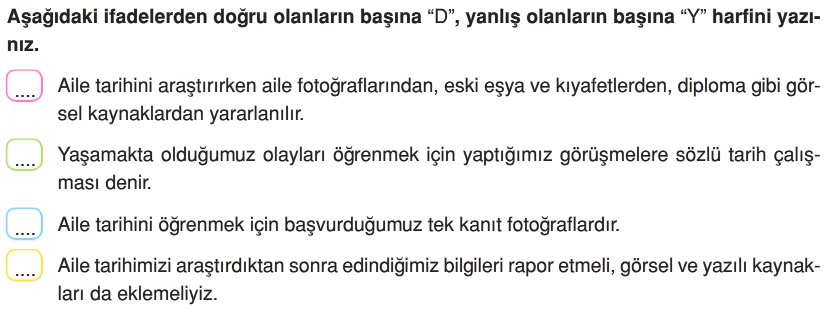 Aşağıdaki ifadelerden doğru olanların başına “D”, yanlış olanların başına “Y” harfini yazı-
nız.
.... Aile tarihini araştırırken aile fotoğraflarından, eski eşya ve kıyafetlerden, diploma gibi gör-
sel kaynaklardan yararlanılır.
.... Yaşamakta olduğumuz olayları öğrenmek için yaptığımız görüşmelere sözlü tarih çalış-
ması denir.
.... Aile tarihini öğrenmek için başvurduğumuz tek kanıt fotoğraflardır.
.... Aile tarihimizi araştırdıktan sonra edindiğimiz bilgileri rapor etmeli, görsel ve yazılı kaynak-
ları da eklemeliyiz.